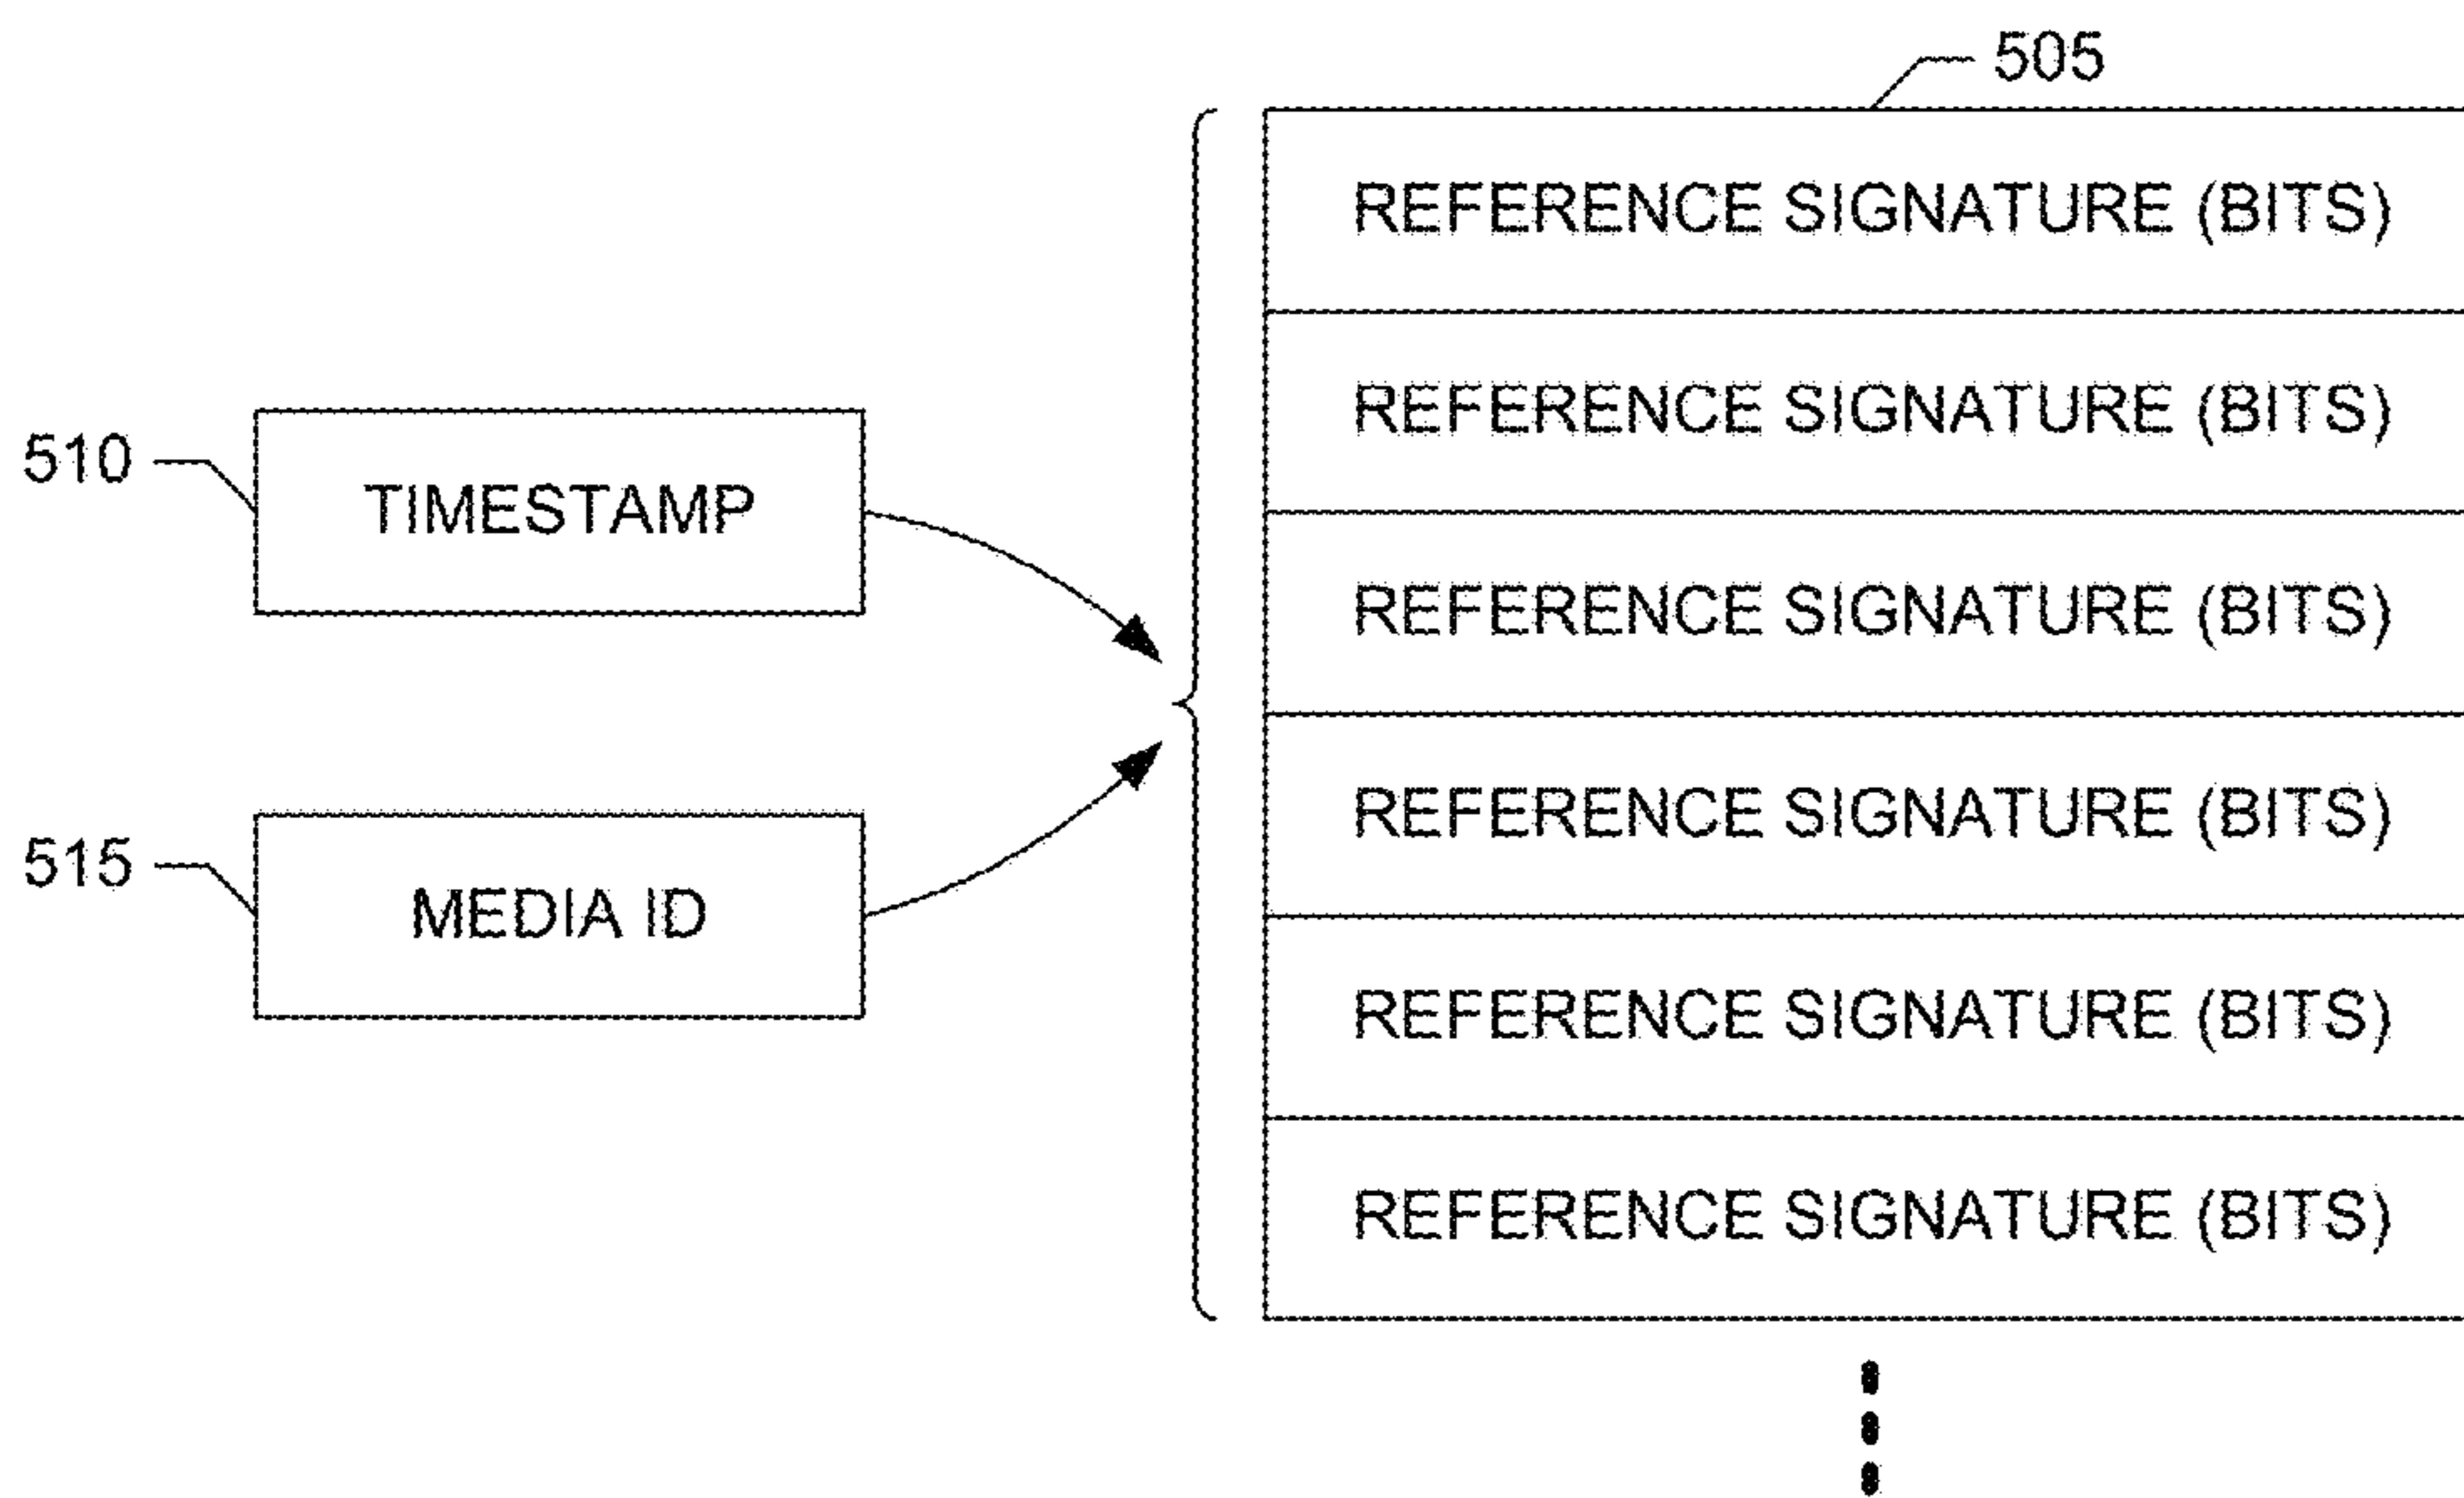 505
REFERENCE SIGNATURE (BITS)
REFERENCE SIGNATURE (BITS)
510
TIMESTAMP
REFERENCE SIGNATURE (BITS)
REFERENCE SIGNATURE (BITS)
515
MEDIA ID
REFERENCE SIGNATURE (BITS)
REFERENCE SIGNATURE (BITS)